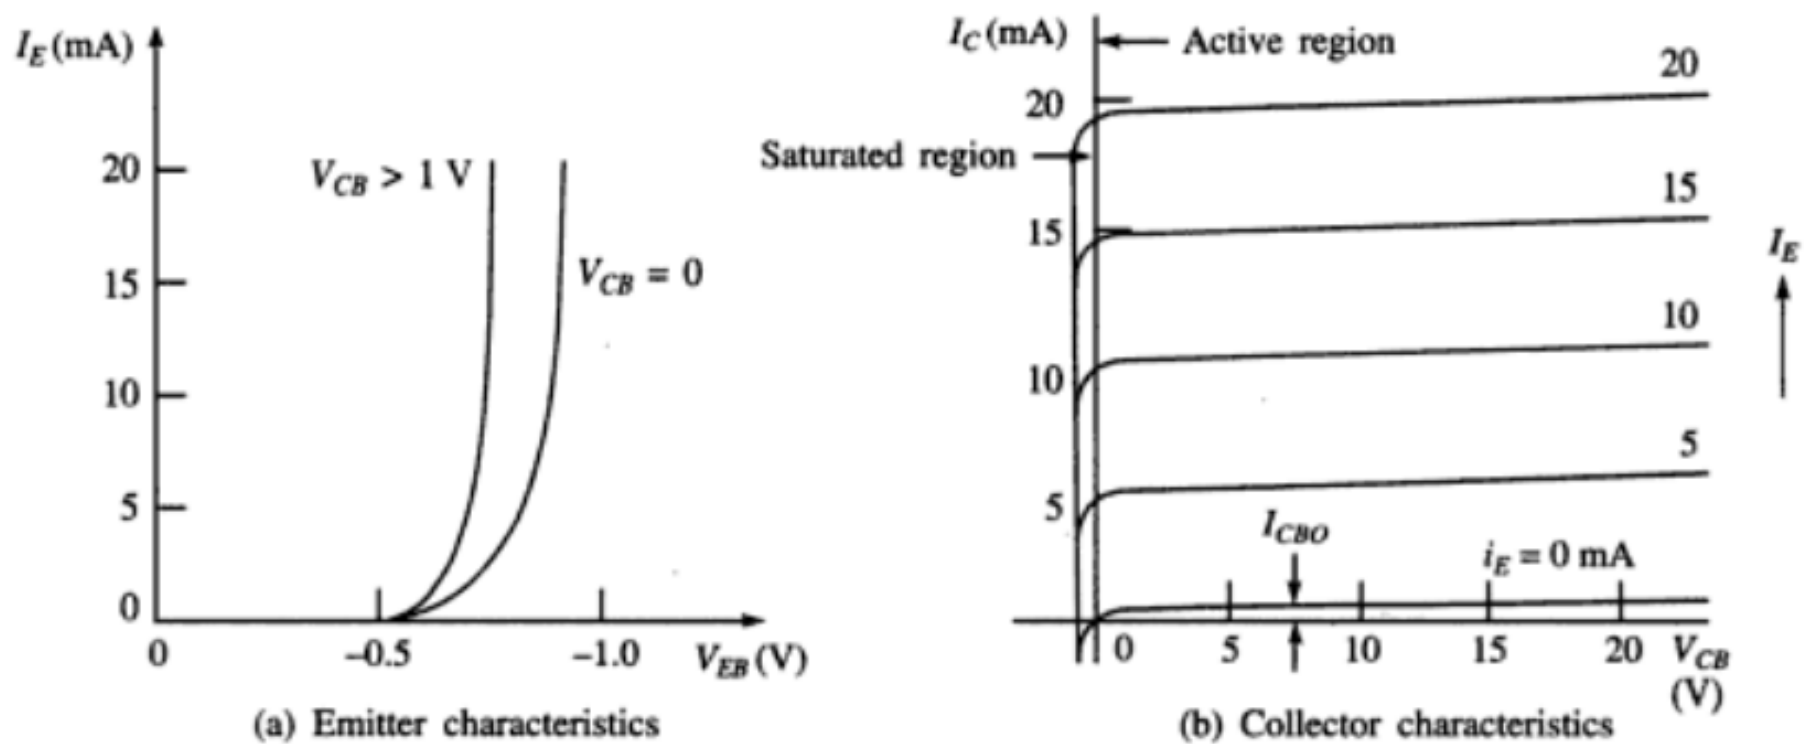 I_E (mA)
20
15
10
5
0
V_CB > 1 V
V_CB = 0
0
–0.5
–1.0
V_EB (V)
(a) Emitter characteristics
I_C (mA)
Active region
Saturated region
20
15
10
5
20
15
10
5
I_E
I_CBO
i_E = 0 mA
0
5
10
15
20
V_CB
(V)
(b) Collector characteristics